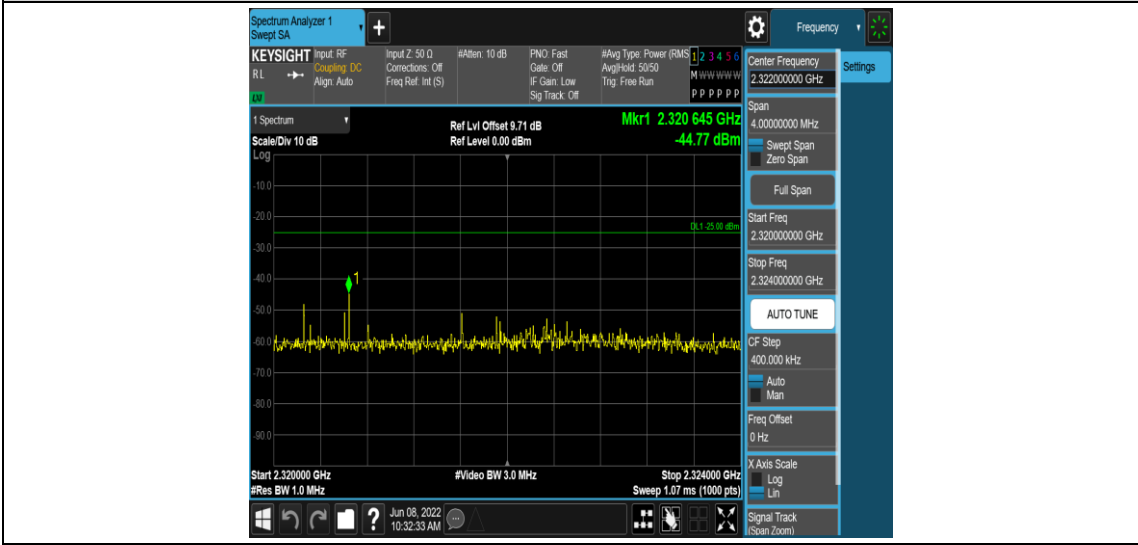 Spectrum Analyzer 1
Swept SA
+
Frequency
KEYSIGHT
RL
LM
Input: RF
Coupling: DC
Align: Auto
Input Z: 50 Ω
Corrections: Off
Freq Ref: Int (S)
#Atten: 10 dB
PNO: Fast
Gate: Off
IF Gain: Low
Sig Track: Off
#Avg Type: Power (RMS
Avg|Hold: 50/50
Trig: Free Run
1 2 3 4 5 6
M W W W W W
P P P P P P
Center Frequency
2.322000000 GHz
Settings
Span
4.00000000 MHz
Swept Span
Zero Span
Full Span
Start Freq
2.320000000 GHz
Stop Freq
2.324000000 GHz
AUTO TUNE
CF Step
400.000 kHz
Auto
Man
Freq Offset
0 Hz
X Axis Scale
Log
Lin
Signal Track
(Span Zoom)
1 Spectrum
Scale/Div 10 dB
Log
Ref Lvl Offset 9.71 dB
Ref Level 0.00 dBm
Mkr1 2.320 645 GHz
-44.77 dBm
-10.0
-20.0
DL1 -25.00 dBm
-30.0
-40.0
1
-50.0
-60.0
-70.0
-80.0
-90.0
Start 2.320000 GHz
#Res BW 1.0 MHz
#Video BW 3.0 MHz
Stop 2.324000 GHz
Sweep 1.07 ms (1000 pts)
?
Jun 08, 2022
10:32:33 AM